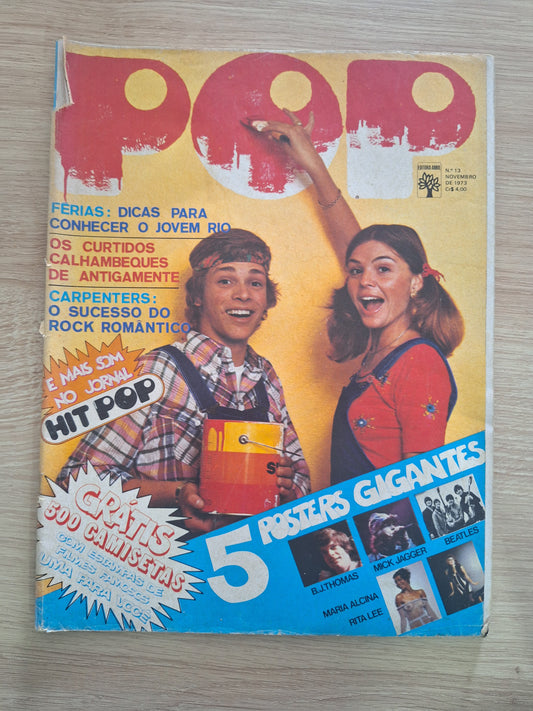 POP
EDITORA ABRIL
N.º 13
NOVEMBRO
DE 1973
Cr$ 4,00
FÉRIAS: DICAS PARA
CONHECER O JOVEM RIO
OS CURTIDOS
CALHAMBEQUES
DE ANTIGAMENTE
CARPENTERS:
O SUCESSO DO
ROCK ROMÂNTICO
E MAIS SOM
NO JORNAL
HIT POP
GRÁTIS
500 CAMISETAS
COM ESTAMPAS DE
FILMES FAMOSOS:
UMA É PARA VOCÊ
5 POSTERS GIGANTES
B.J.THOMAS
MICK JAGGER
BEATLES
MARIA ALCINA
RITA LEE